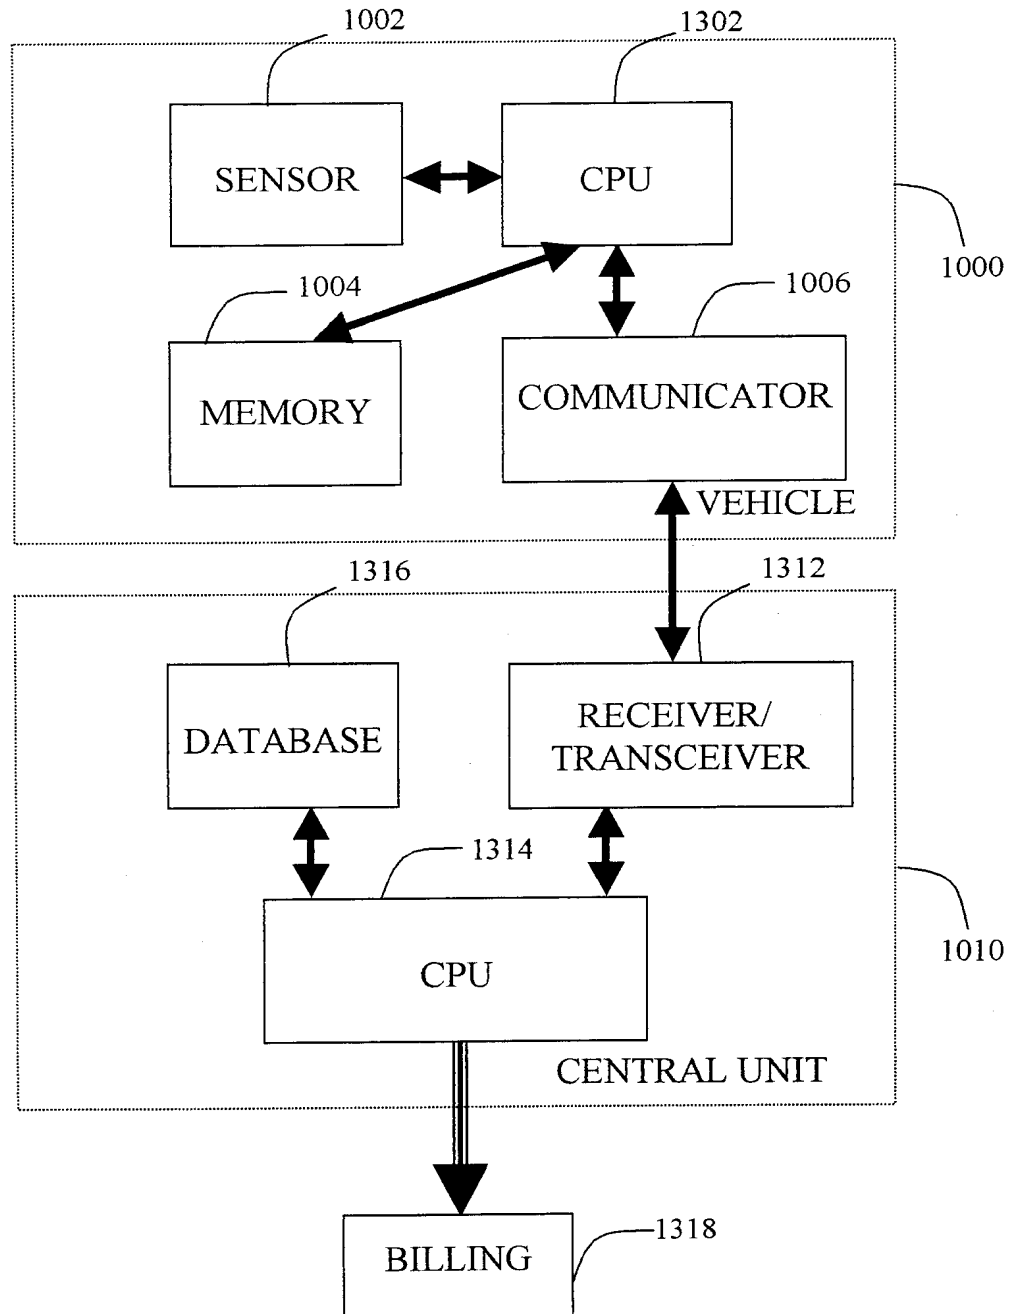 1002
1302
SENSOR
CPU
1000
1004
1006
MEMORY
COMMUNICATOR
VEHICLE
1316
1312
DATABASE
RECEIVER/
TRANSCEIVER
1314
CPU
1010
CENTRAL UNIT
BILLING
1318